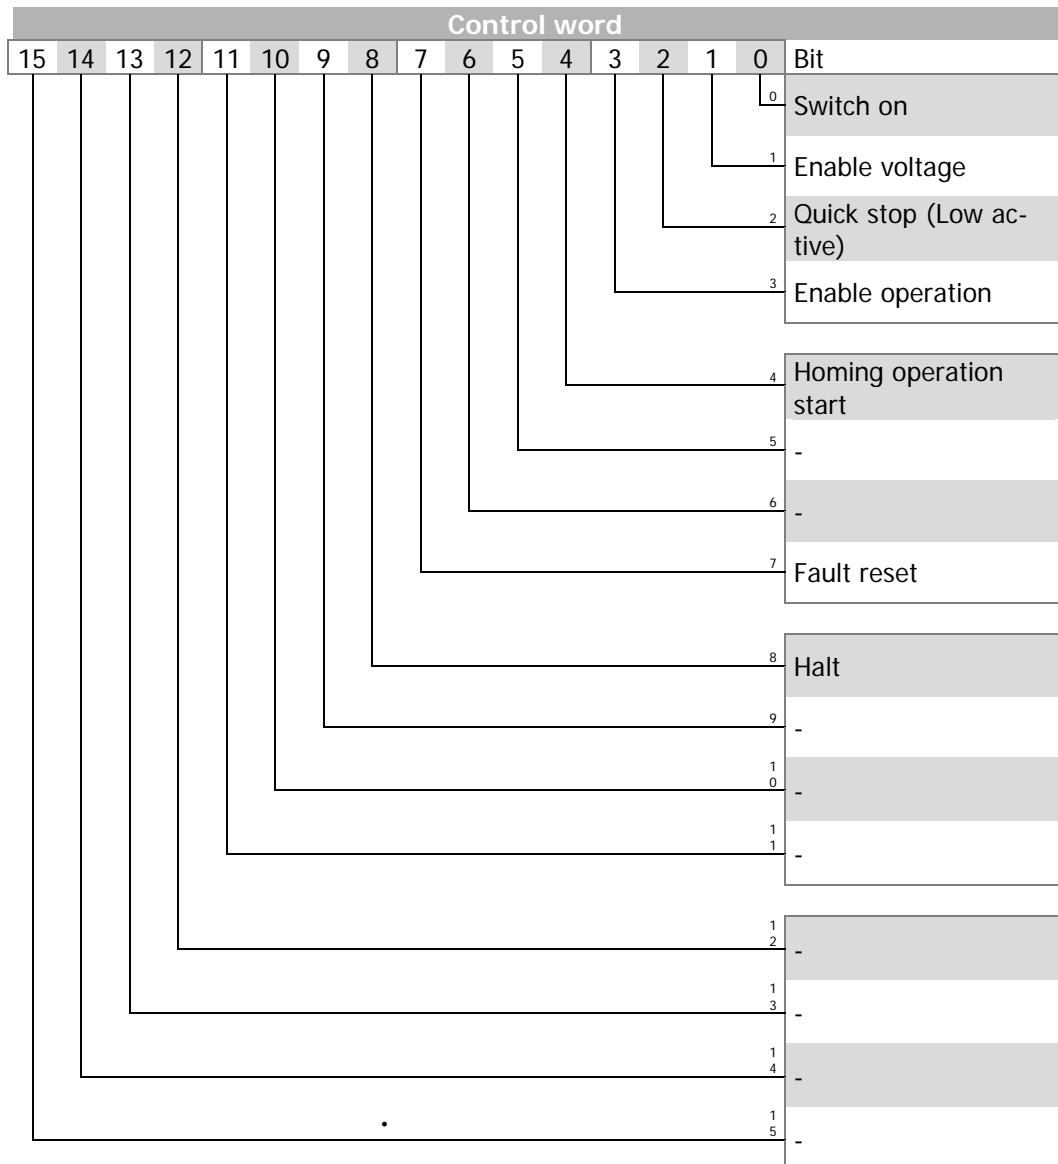 Control word
15 14 13 12 11 10 9 8 7 6 5 4 3 2 1 0 Bit
0 Switch on
1 Enable voltage
2 Quick stop (Low ac-
tive)
3 Enable operation
4 Homing operation
start
5 -
6 -
7 Fault reset
8 Halt
9 -
1
0 -
1
1 -
1
2 -
1
3 -
1
4 -
.
1
5 -